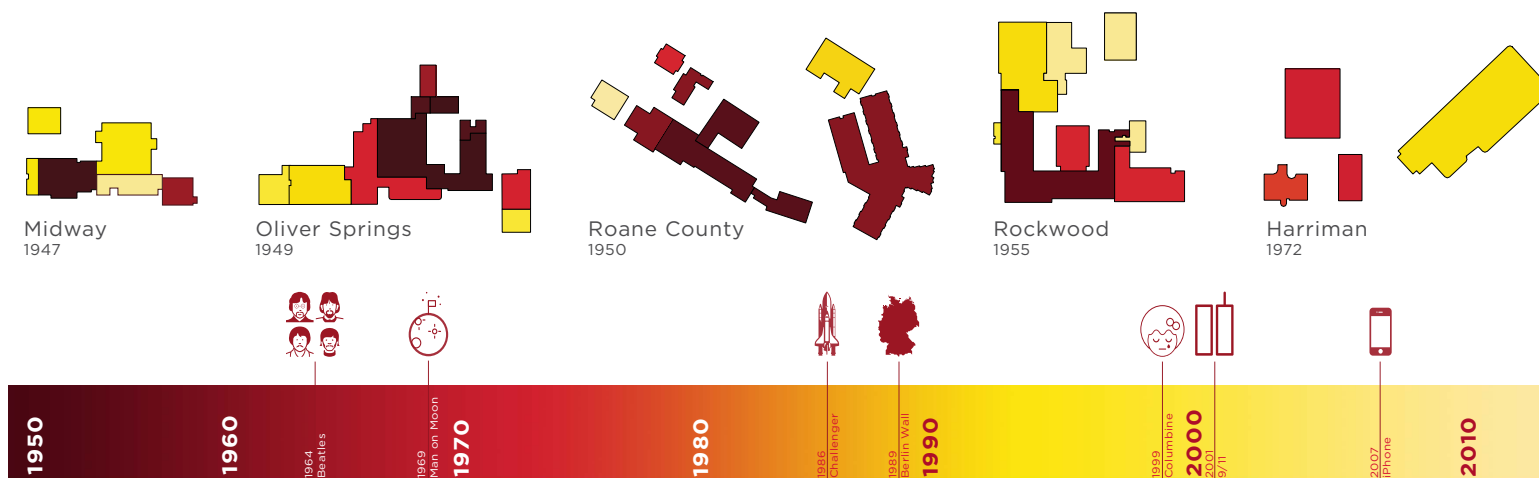 Midway
1947
Oliver Springs
1949
Roane County
1950
Rockwood
1955
Harriman
1972
1950
1960
1964
Beatles
1969
Man on Moon
1970
1980
1986
Challenger
1989
Berlin Wall
1990
1999
Columbine
2000
2001
9/11
2007
iPhone
2010